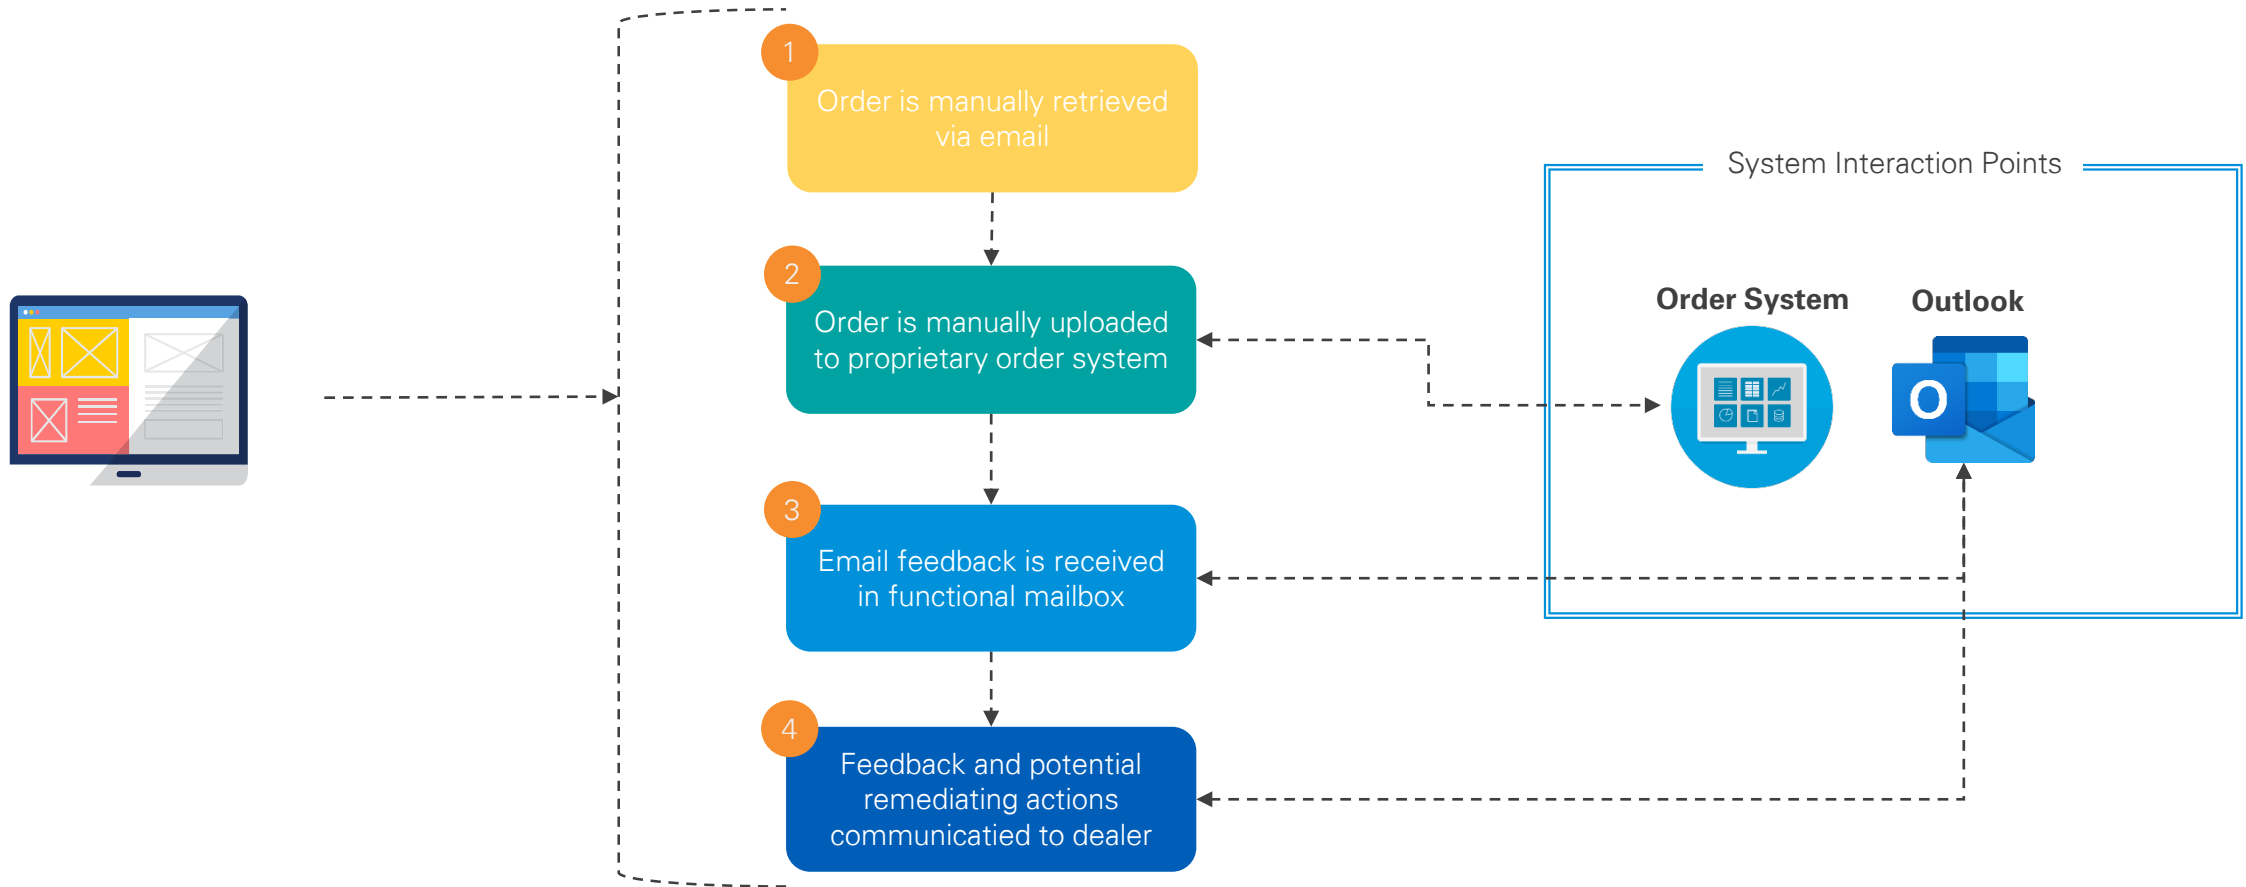 1
Order is manually retrieved
via email
System Interaction Points
2
Order is manually uploaded
to proprietary order system
Order System
Outlook
O
3
Email feedback is received
in functional mailbox
4
Feedback and potential
remediating actions
communicatied to dealer